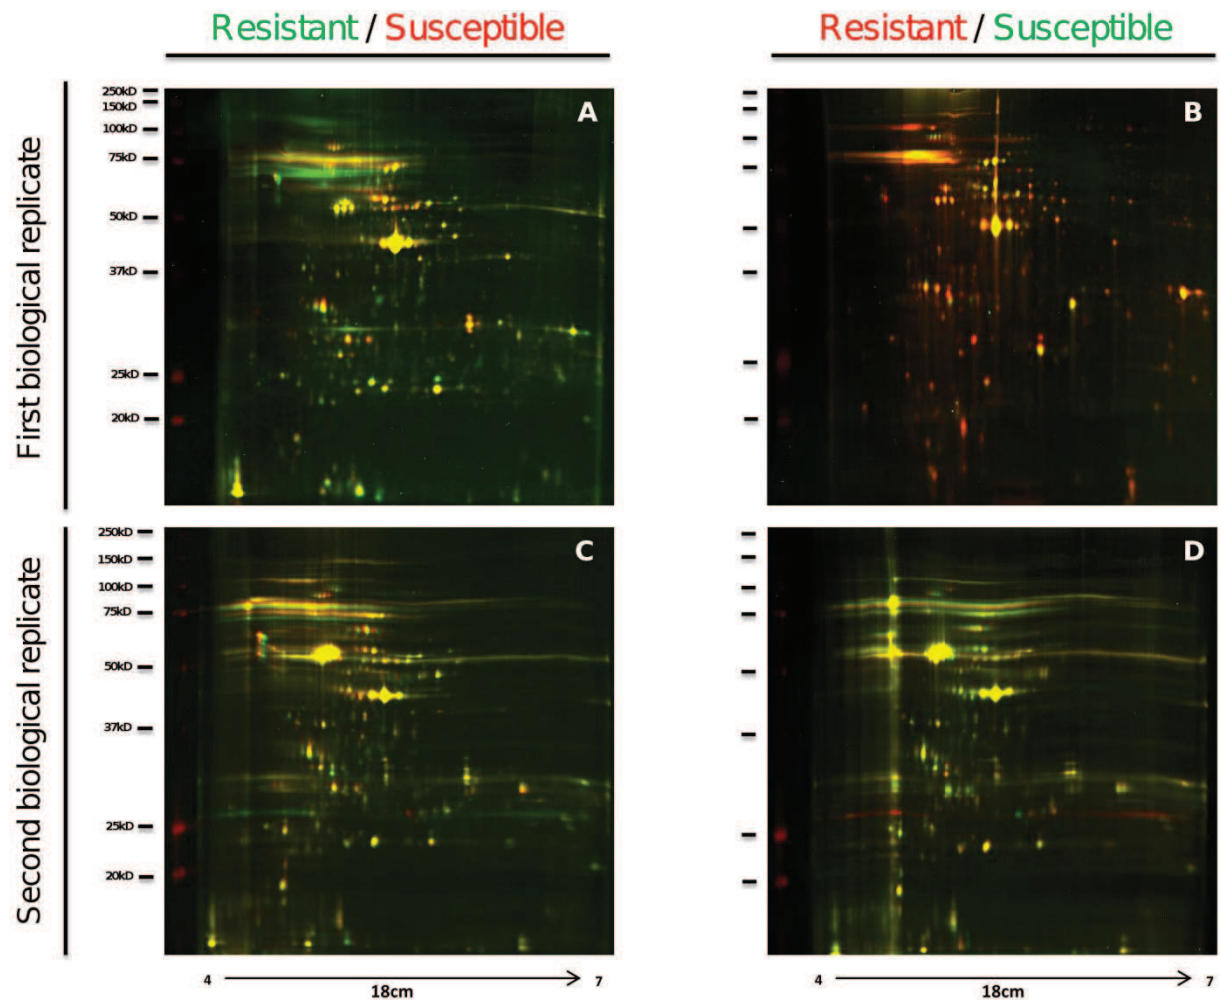 Resistant / Susceptible
Resistant / Susceptible
First biological replicate
250kD
150kD
100kD
75kD
50kD
37kD
25kD
20kD
A
B
Second biological replicate
250kD
150kD
100kD
75kD
50kD
37kD
25kD
20kD
C
D
4
18cm
7
4
18cm
7